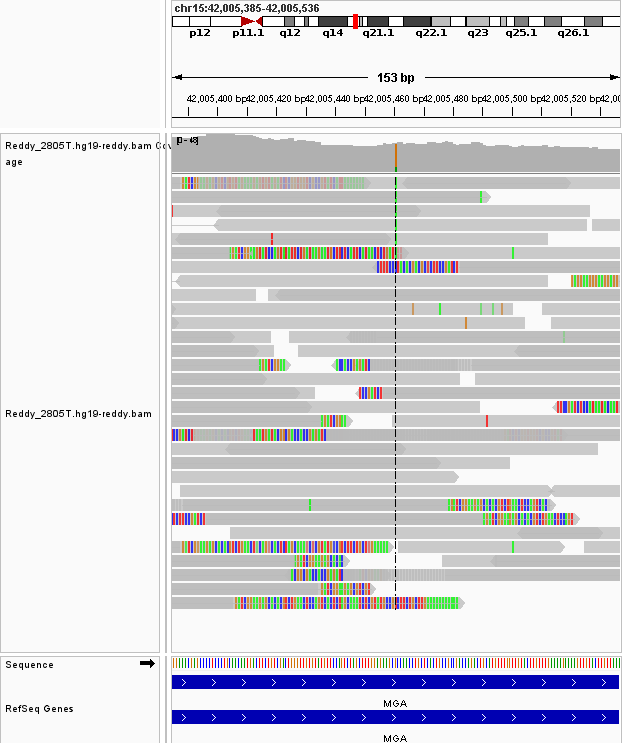 chr15:42,005,385-42,005,536
p12 p11.1 q12 q14 q21.1 q22.1 q23 q25.1 q26.1
153 bp
42,005,400 bp 42,005,420 bp 42,005,440 bp 42,005,460 bp 42,005,480 bp 42,005,500 bp 42,005,520 bp 42,00
Reddy_2805T.hg19-reddy.bam Cov
age
Reddy_2805T.hg19-reddy.bam
Sequence
MGA
RefSeq Genes
MGA